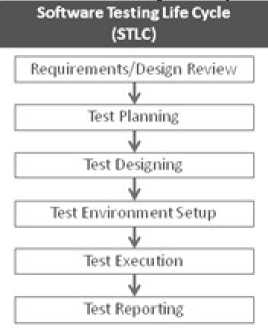 Software Testing Life Cycle
(STLC)
Requirements/Design Review
Test Planning
Test Designing
Test Environment Setup
Test Execution
Test Reporting